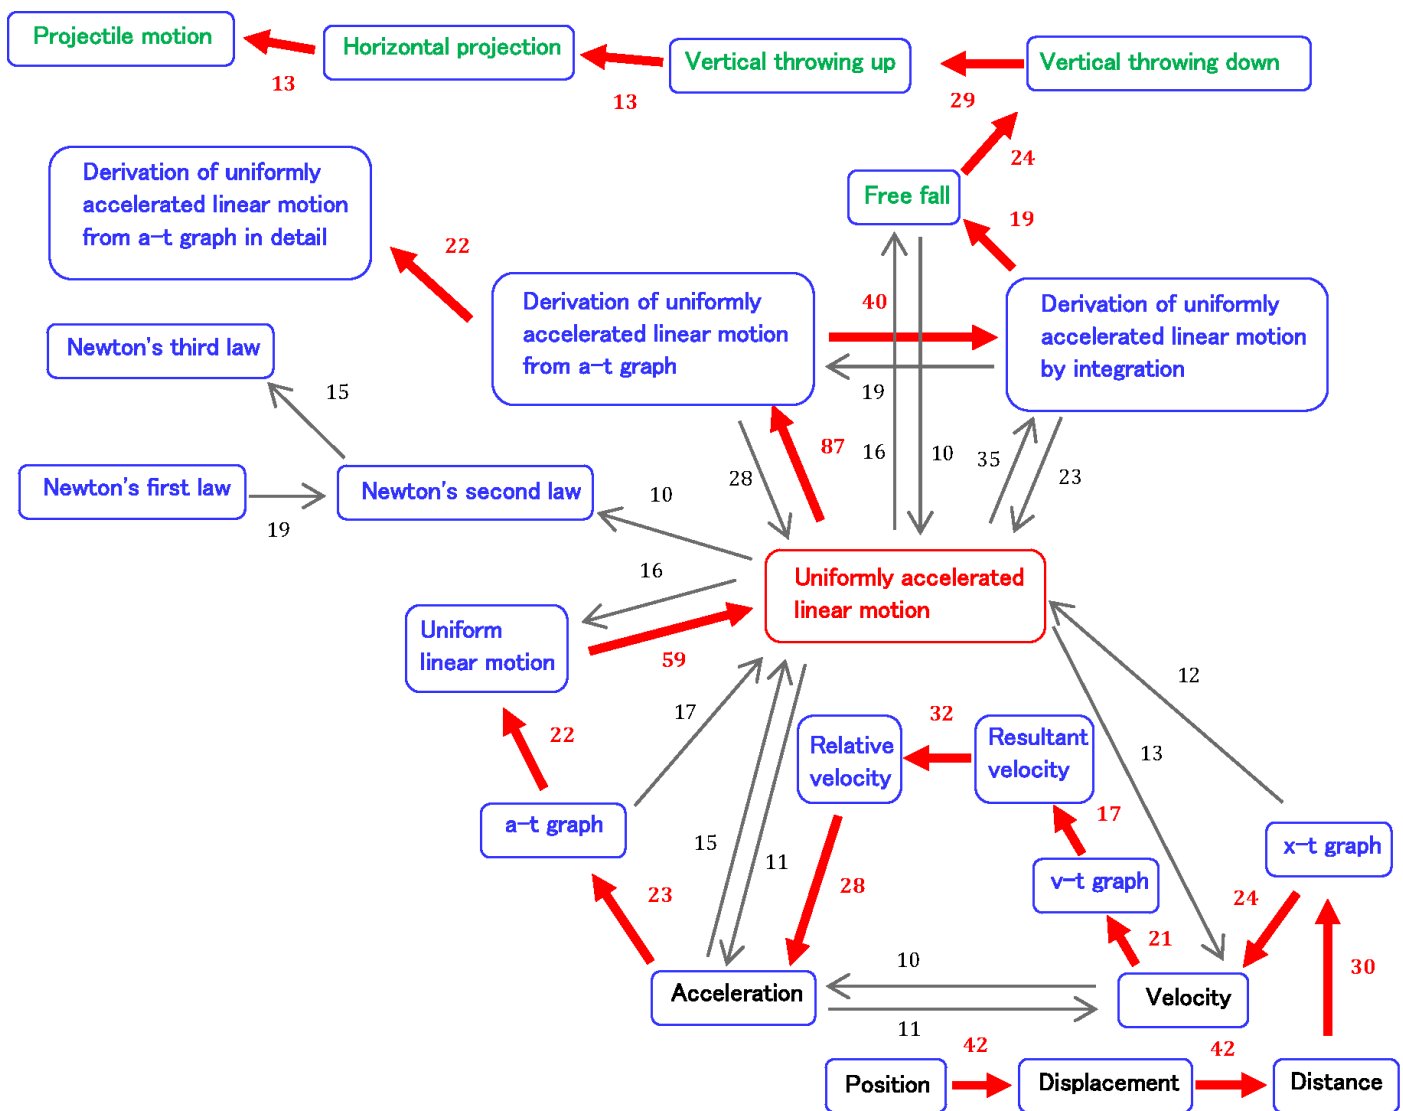 Projectile motion
Horizontal projection
Vertical throwing up
Vertical throwing down
13
13
29
24
Derivation of uniformly
accelerated linear motion
from a-t graph in detail
Free fall
19
22
Derivation of uniformly
accelerated linear motion
from a-t graph
40
Derivation of uniformly
accelerated linear motion
by integration
Newton's third law
19
15
87
16
10
35
23
28
Newton's first law
Newton's second law
19
10
16
Uniformly accelerated
linear motion
Uniform
linear motion
59
12
17
22
32
Relative
velocity
Resultant
velocity
13
17
a-t graph
15
11
x-t graph
v-t graph
23
28
24
21
30
10
Acceleration
Velocity
11
42
42
Position
Displacement
Distance